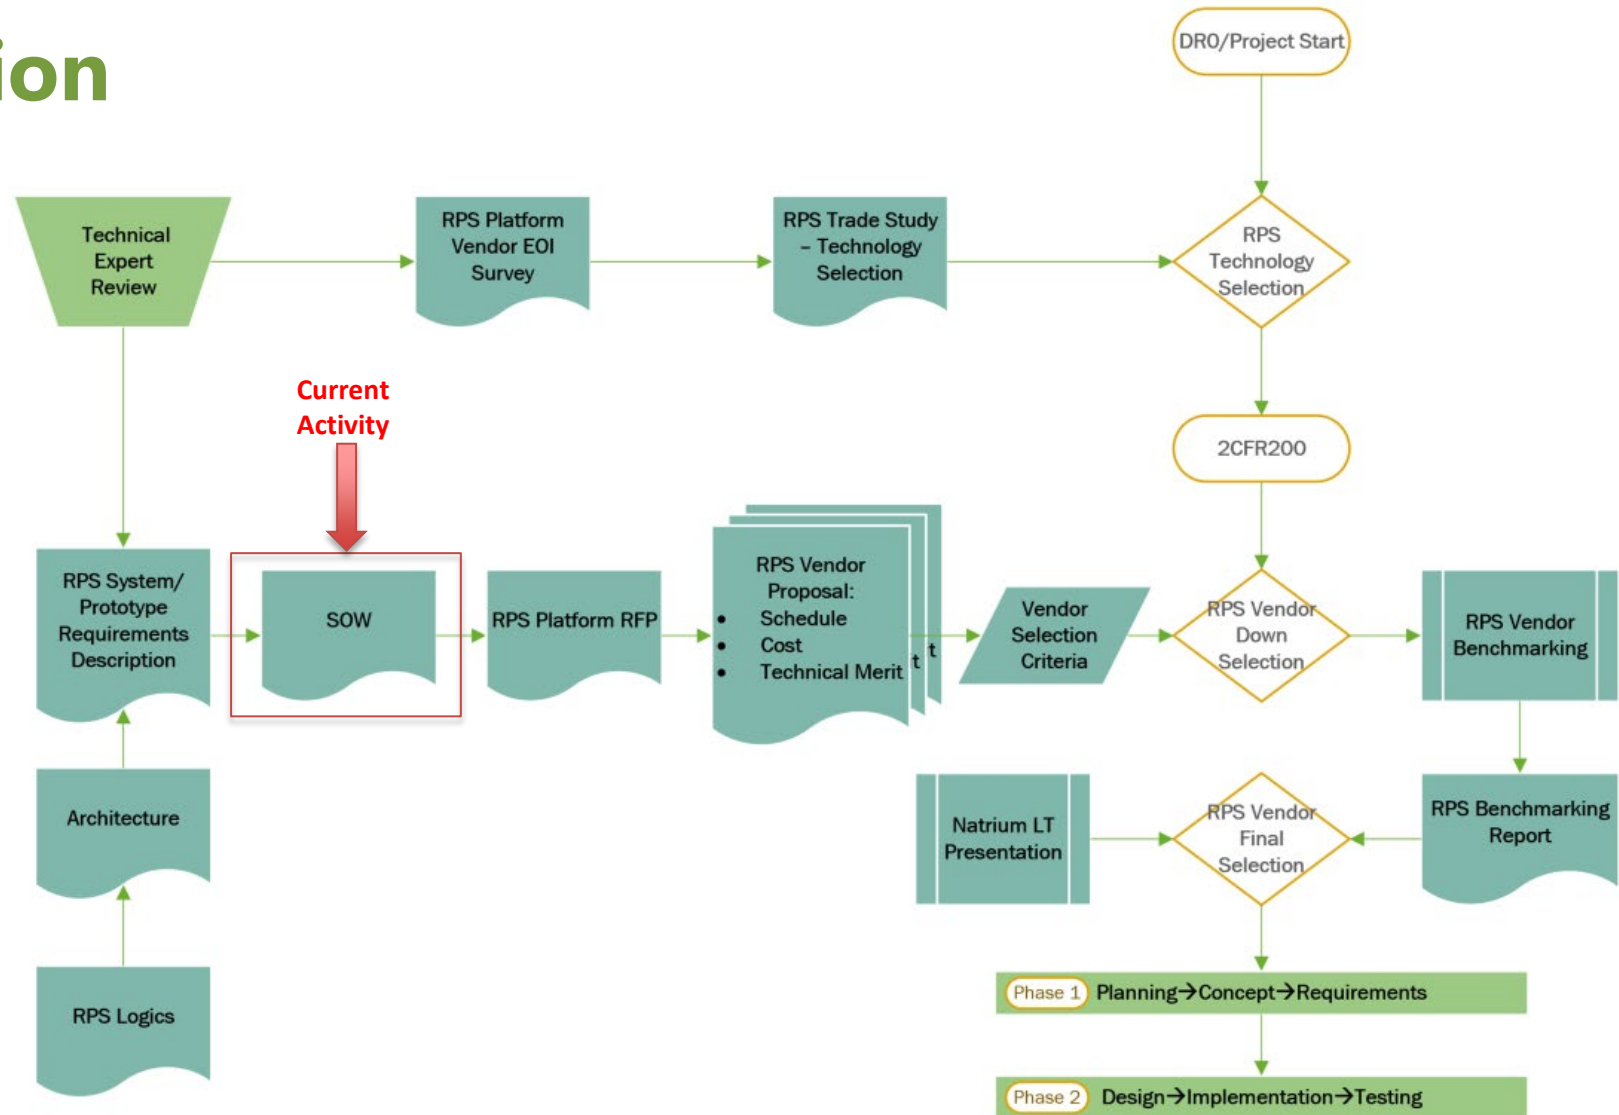 ion
DR0/Project Start
Technical
Expert
Review
RPS Platform
Vendor EOI
Survey
RPS Trade Study
– Technology
Selection
RPS
Technology
Selection
Current
Activity
2CFR200
RPS System/
Prototype
Requirements
Description
SOW
RPS Platform RFP
RPS Vendor
Proposal:
• Schedule
• Cost
• Technical Merit
t
t
Vendor
Selection
Criteria
RPS Vendor
Down
Selection
RPS Vendor
Benchmarking
Architecture
Natrium LT
Presentation
RPS Vendor
Final
Selection
RPS Benchmarking
Report
RPS Logics
Phase 1 Planning→Concept→Requirements
Phase 2 Design→Implementation→Testing